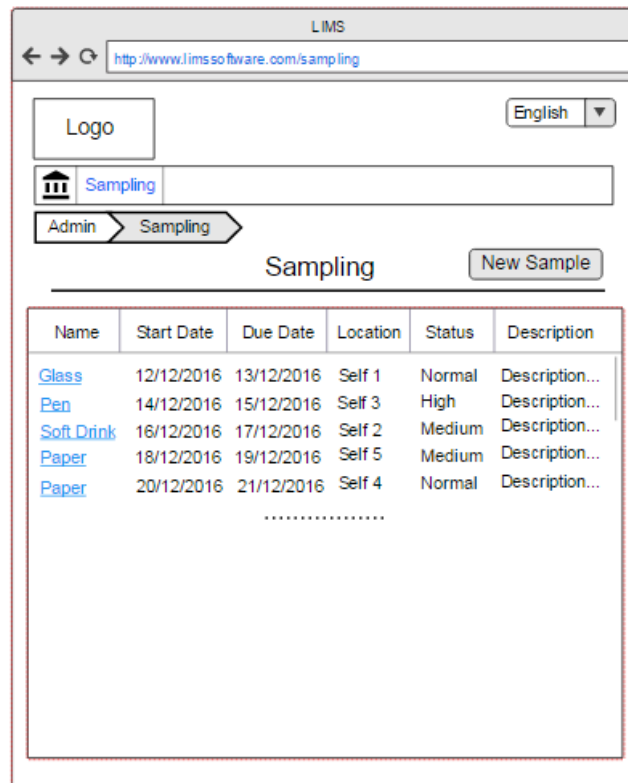 LIMS
http://www.limssoftware.com/sampling
Logo
English
Sampling
Admin Sampling
Sampling
New Sample
Name Start Date Due Date Location Status Description
Glass 12/12/2016 13/12/2016 Self 1 Normal Description...
Pen 14/12/2016 15/12/2016 Self 3 High Description...
Soft Drink 16/12/2016 17/12/2016 Self 2 Medium Description...
Paper 18/12/2016 19/12/2016 Self 5 Medium Description...
Paper 20/12/2016 21/12/2016 Self 4 Normal Description...
.................